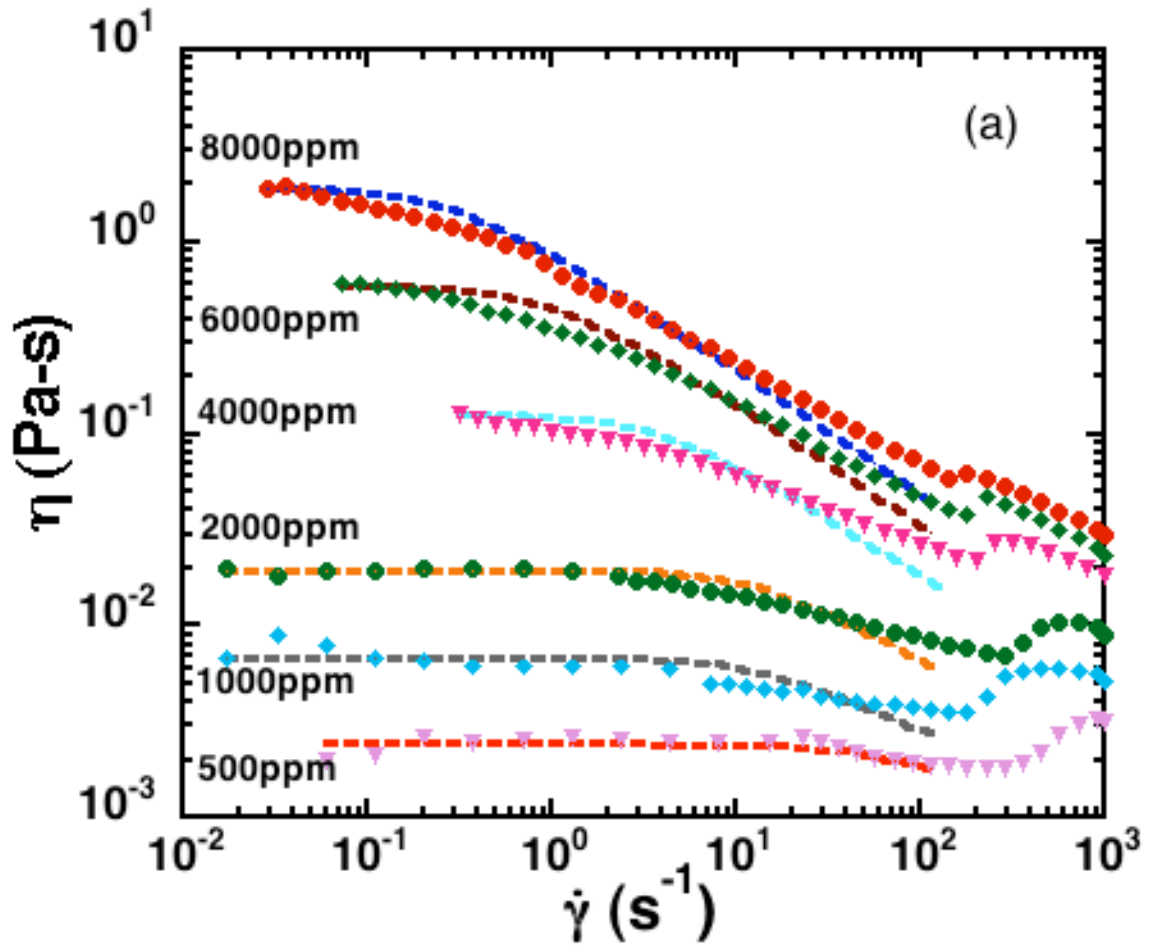 10¹
(a)
8000ppm
10⁰
6000ppm
4000ppm
10⁻¹
2000ppm
10⁻²
1000ppm
500ppm
10⁻³
η (Pa-s)
10⁻² 10⁻¹ 10⁰ 10¹ 10² 10³
γ̇ (s⁻¹)